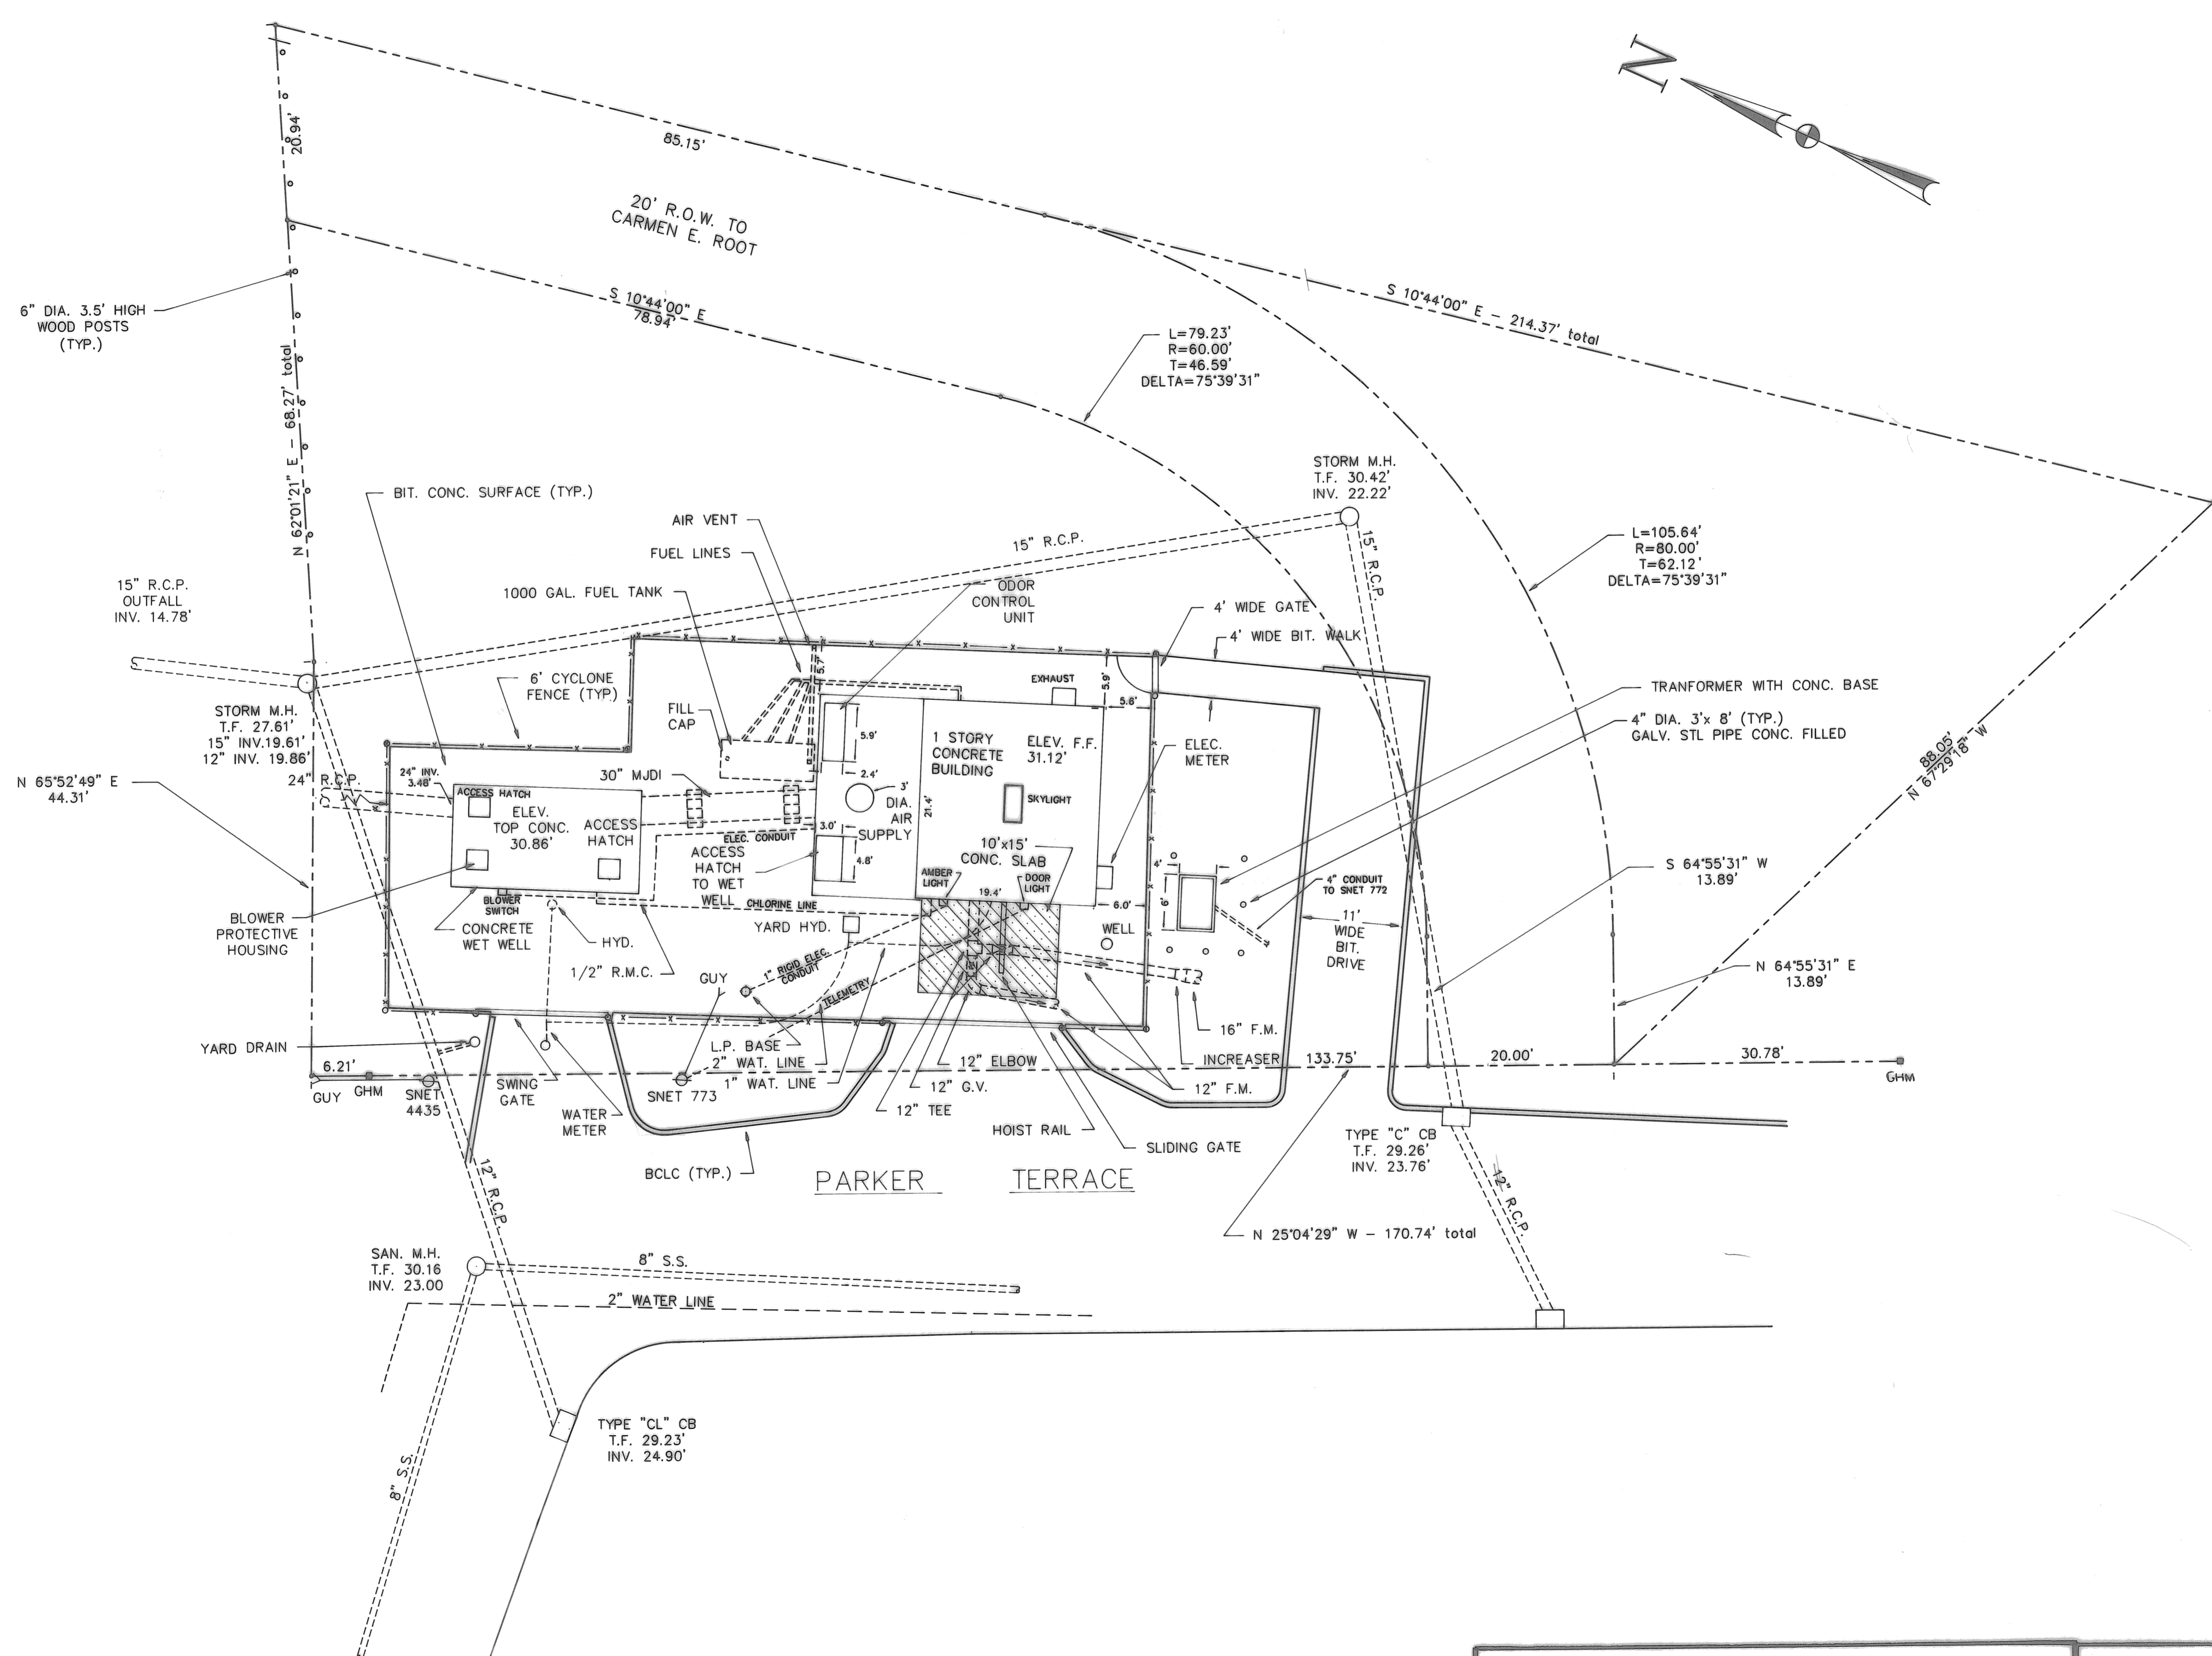 N
20.94'
85.15'
20' R.O.W. TO
CARMEN E. ROOT
S 10°44'00" E
78.94'
S 10°44'00" E - 214.37' total
6" DIA. 3.5' HIGH
WOOD POSTS
(TYP.)
N 62°01'21" E - 68.27' total
L=79.23'
R=60.00'
T=46.59'
DELTA=75°39'31"
STORM M.H.
T.F. 30.42'
INV. 22.22'
L=105.64'
R=80.00'
T=62.12'
DELTA=75°39'31"
BIT. CONC. SURFACE (TYP.)
AIR VENT
FUEL LINES
1000 GAL. FUEL TANK
15" R.C.P.
15" R.C.P.
ODOR
CONTROL
UNIT
15" R.C.P.
OUTFALL
INV. 14.78'
4' WIDE GATE
4' WIDE BIT. WALK
6' CYCLONE
FENCE (TYP)
STORM M.H.
T.F. 27.61'
15" INV.19.61'
12" INV. 19.86'
FILL
CAP
5.7'
EXHAUST
5.9'
5.6'
TRANFORMER WITH CONC. BASE
4" DIA. 3'x 8' (TYP.)
GALV. STL PIPE CONC. FILLED
5.9'
2.4'
1 STORY
CONCRETE
BUILDING
ELEV. F.F.
31.12'
ELEC.
METER
88.05'
N 67°29'18" W
N 65°52'49" E
44.31'
24" R.C.P.
24" INV.
3.48'
30" MJDI
ACCESS HATCH
ELEV.
TOP CONC.
30.86'
ACCESS
HATCH
3'
DIA.
AIR
SUPPLY
21.4'
SKYLIGHT
3.0'
ELEC. CONDUIT
ACCESS
HATCH
TO WET
WELL
4.8'
10'x15'
CONC. SLAB
AMBER
LIGHT
DOOR
LIGHT
19.4'
4'
6'
4" CONDUIT
TO SNET 772
S 64°55'31" W
13.89'
BLOWER
PROTECTIVE
HOUSING
BLOWER
SWITCH
CONCRETE
WET WELL
CHLORINE LINE
YARD HYD.
6.0'
WELL
11'
WIDE
BIT.
DRIVE
HYD.
1/2" R.M.C.
GUY
1" RIGID ELEC.
CONDUIT
TELEMETRY
N 64°55'31" E
13.89'
YARD DRAIN
6.21'
GUY
GHM
SNET
4435
SWING
GATE
WATER
METER
L.P. BASE
2" WAT. LINE
1" WAT. LINE
SNET 773
12" ELBOW
12" G.V.
12" TEE
16" F.M.
INCREASER
12" F.M.
133.75'
20.00'
30.78'
GHM
HOIST RAIL
SLIDING GATE
TYPE "C" CB
T.F. 29.26'
INV. 23.76'
BCLC (TYP.)
PARKER TERRACE
12" R.C.P.
12" R.C.P.
N 25°04'29" W - 170.74' total
SAN. M.H.
T.F. 30.16
INV. 23.00
8" S.S.
2" WATER LINE
TYPE "CL" CB
T.F. 29.23'
INV. 24.90'
8" S.S.